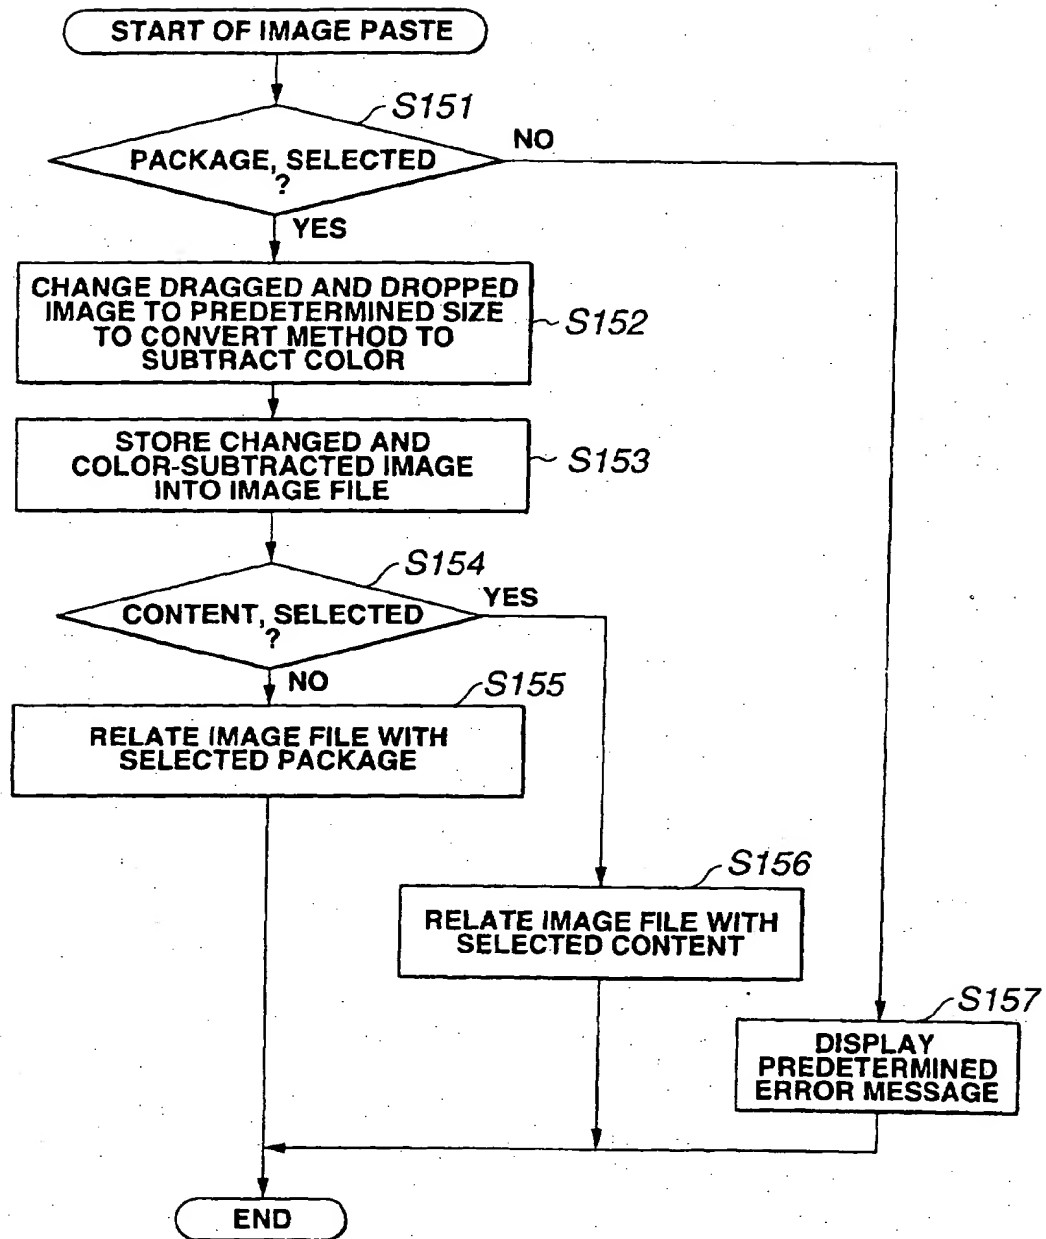 START OF IMAGE PASTE
S151
NO
PACKAGE, SELECTED
?
YES
CHANGE DRAGGED AND DROPPED
IMAGE TO PREDETERMINED SIZE
TO CONVERT METHOD TO
SUBTRACT COLOR
S152
STORE CHANGED AND
COLOR-SUBTRACTED IMAGE
INTO IMAGE FILE
S153
S154
YES
CONTENT, SELECTED
?
NO
S155
RELATE IMAGE FILE WITH
SELECTED PACKAGE
S156
RELATE IMAGE FILE WITH
SELECTED CONTENT
S157
DISPLAY
PREDETERMINED
ERROR MESSAGE
END